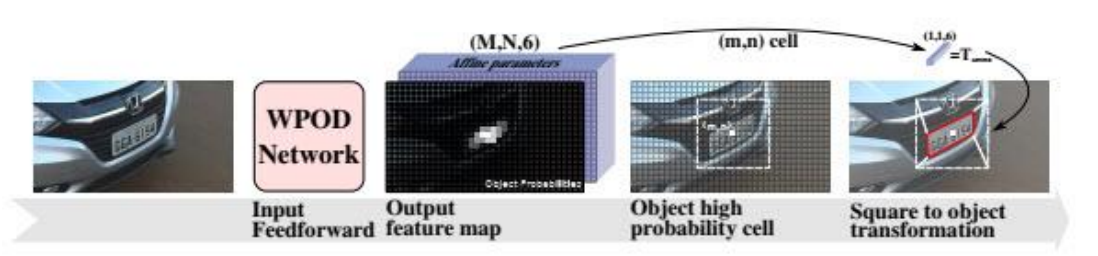 (M,N,6)
Affine parameters
(m,n) cell
(1,1,6)
WPOD
Network
Object Probabilities
Input
Feedforward
Output
feature map
Object high
probability cell
Square to object
transformation